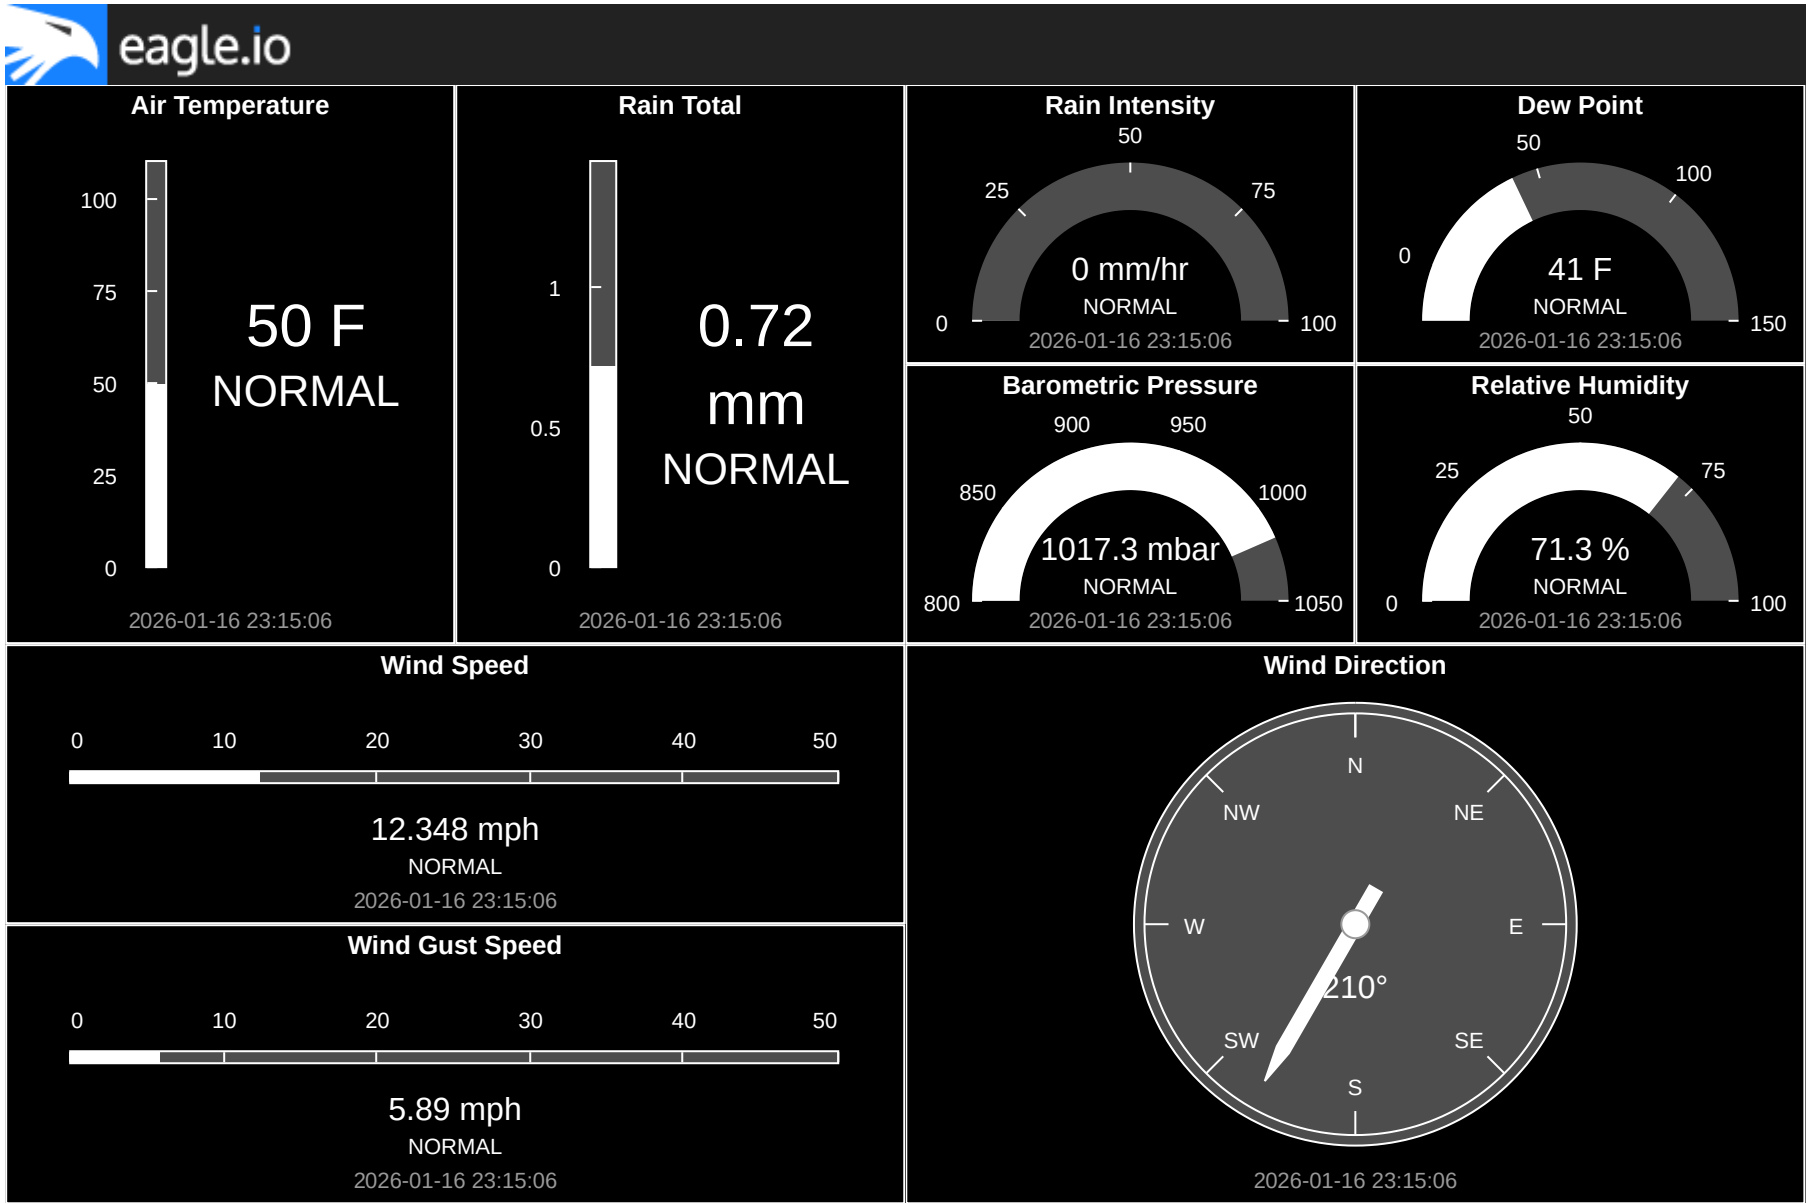 eagle.io
Air Temperature
100
75
50
25
0
50 F
NORMAL
2026-01-16 23:15:06
Rain Total
1
0.5
0
0.72
mm
NORMAL
2026-01-16 23:15:06
Rain Intensity
50
25
75
0
100
0 mm/hr
NORMAL
2026-01-16 23:15:06
Dew Point
50
100
0
150
41 F
NORMAL
2026-01-16 23:15:06
Barometric Pressure
900
950
850
1000
800
1050
1017.3 mbar
NORMAL
2026-01-16 23:15:06
Relative Humidity
50
25
75
0
100
71.3 %
NORMAL
2026-01-16 23:15:06
Wind Speed
0 10 20 30 40 50
12.348 mph
NORMAL
2026-01-16 23:15:06
Wind Gust Speed
0 10 20 30 40 50
5.89 mph
NORMAL
2026-01-16 23:15:06
Wind Direction
N
NW
NE
W
E
210°
SW
SE
S
2026-01-16 23:15:06